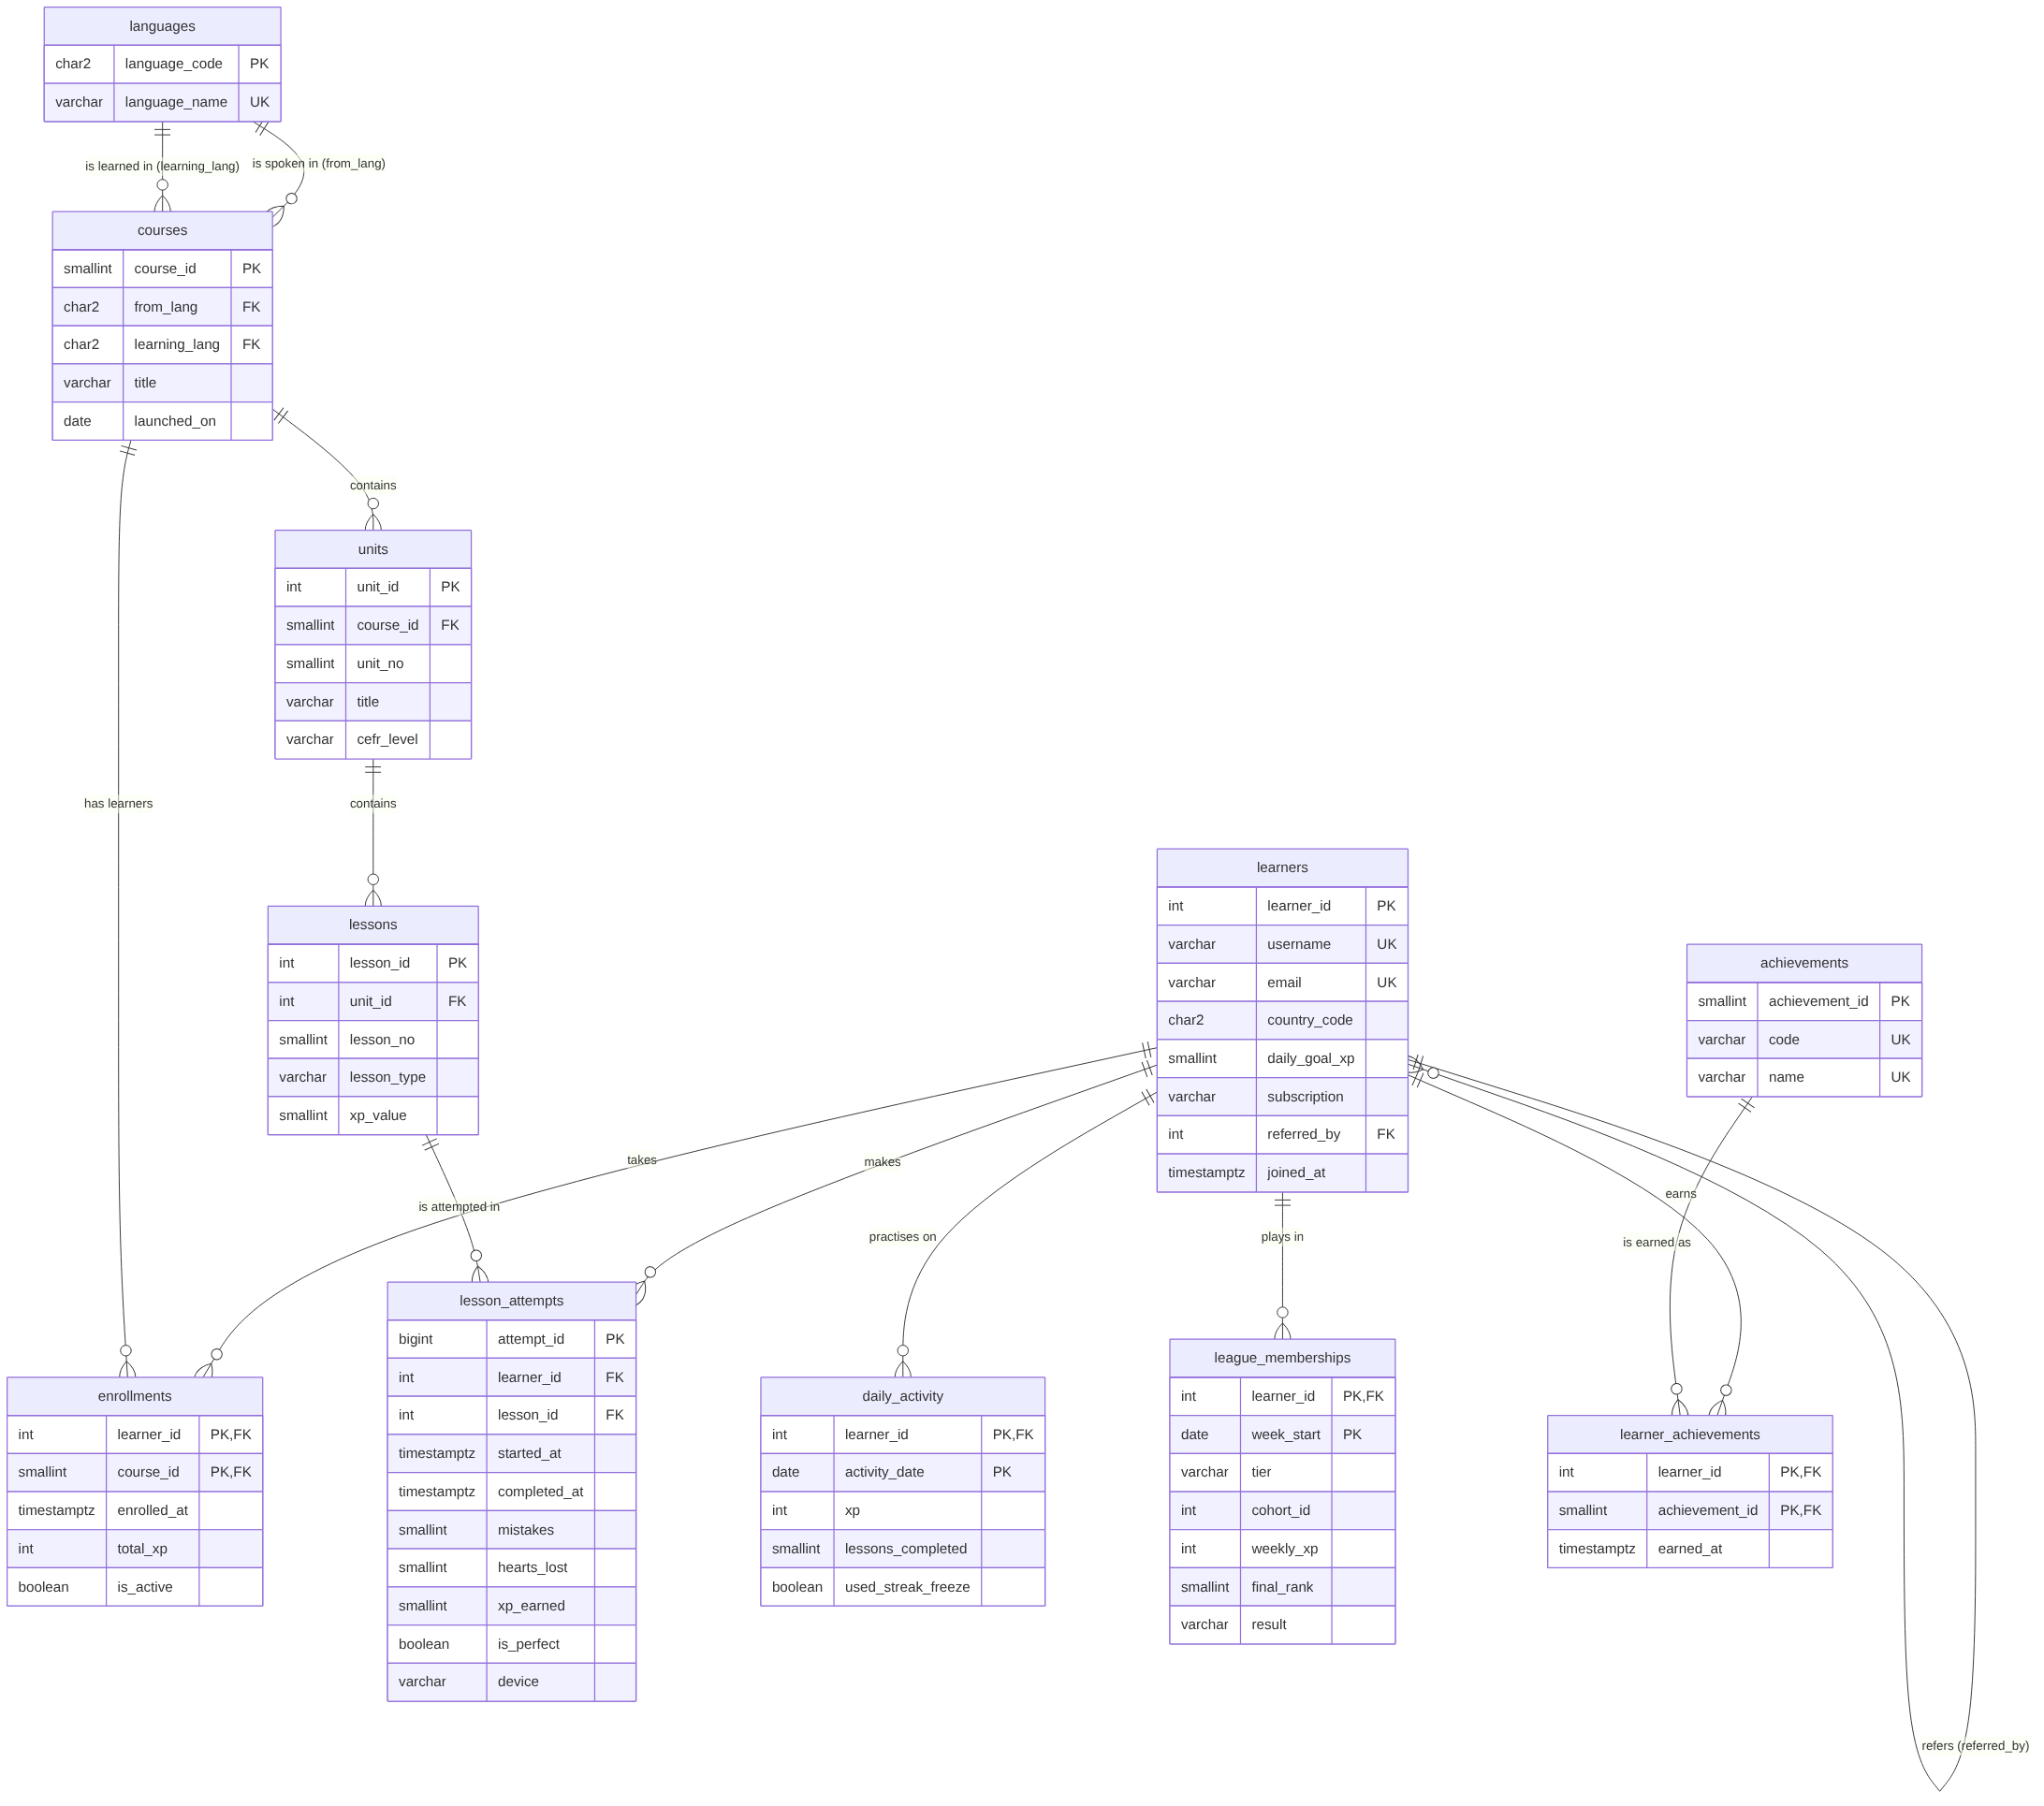 languages
char2 language_code PK
varchar language_name UK
is learned in (learning_lang)
is spoken in (from_lang)
courses
smallint course_id PK
char2 from_lang FK
char2 learning_lang FK
varchar title
date launched_on
contains
units
int unit_id PK
smallint course_id FK
smallint unit_no
varchar title
varchar cefr_level
has learners
contains
lessons
int lesson_id PK
int unit_id FK
smallint lesson_no
varchar lesson_type
smallint xp_value
learners
int learner_id PK
varchar username UK
varchar email UK
char2 country_code
smallint daily_goal_xp
varchar subscription
int referred_by FK
timestamptz joined_at
achievements
smallint achievement_id PK
varchar code UK
varchar name UK
takes
makes
is attempted in
practises on
plays in
earns
is earned as
enrollments
int learner_id PK,FK
smallint course_id PK,FK
timestamptz enrolled_at
int total_xp
boolean is_active
lesson_attempts
bigint attempt_id PK
int learner_id FK
int lesson_id FK
timestamptz started_at
timestamptz completed_at
smallint mistakes
smallint hearts_lost
smallint xp_earned
boolean is_perfect
varchar device
daily_activity
int learner_id PK,FK
date activity_date PK
int xp
smallint lessons_completed
boolean used_streak_freeze
league_memberships
int learner_id PK,FK
date week_start PK
varchar tier
int cohort_id
int weekly_xp
smallint final_rank
varchar result
learner_achievements
int learner_id PK,FK
smallint achievement_id PK,FK
timestamptz earned_at
refers (referred_by)